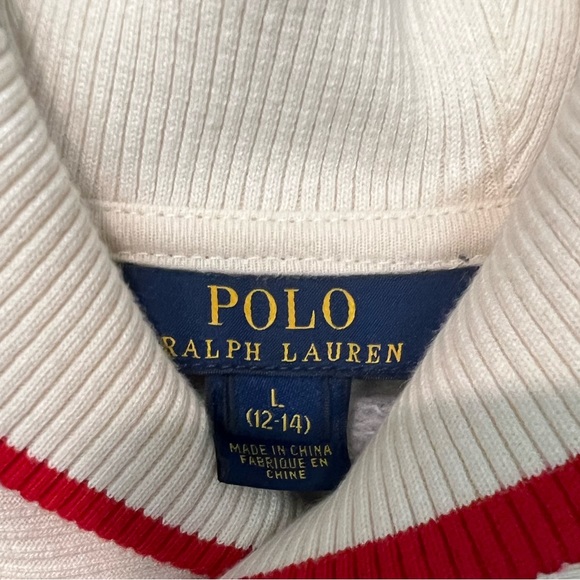 POLO
RALPH LAUREN
L
(12-14)
MADE IN CHINA
FABRIQUE EN
CHINE